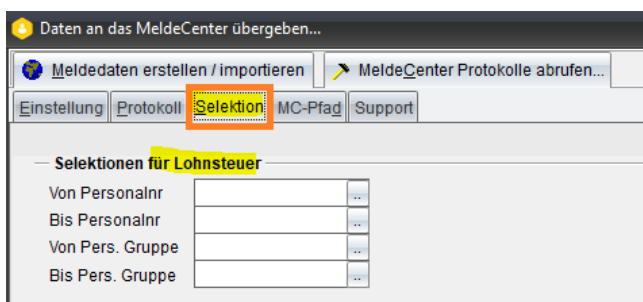 Daten an das MeldeCenter übergeben...
Meldedaten erstellen / importieren MeldeCenter Protokolle abrufen...
Einstellung Protokoll Selektion MC-Pfad Support
Selektionen für Lohnsteuer
Von Personalnr ..
Bis Personalnr ..
Von Pers. Gruppe ..
Bis Pers. Gruppe ..